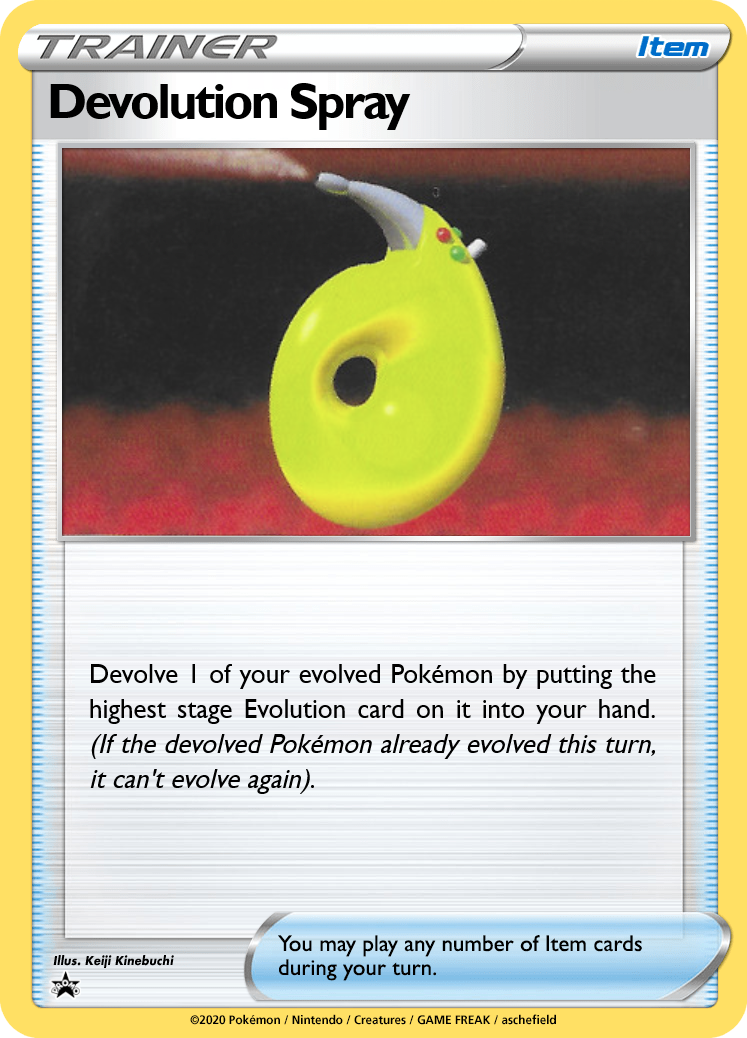 TRAINER
Item
Devolution Spray
Devolve 1 of your evolved Pokémon by putting the
highest stage Evolution card on it into your hand.
(If the devolved Pokémon already evolved this turn,
it can't evolve again).
Illus. Keiji Kinebuchi
PROMO
You may play any number of Item cards
during your turn.
©2020 Pokémon / Nintendo / Creatures / GAME FREAK / aschefield